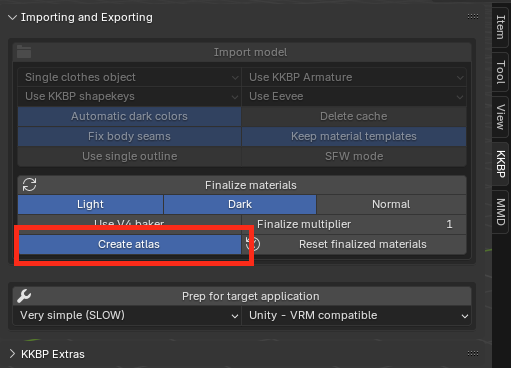 Importing and Exporting
Import model
Single clothes object Use KKBP Armature
Use KKBP shapekeys Use Eevee
Automatic dark colors Delete cache
Fix body seams Keep material templates
Use single outline SFW mode
Finalize materials
Light Dark Normal
Use V4 baker Finalize multiplier 1
Create atlas Reset finalized materials
Prep for target application
Very simple (SLOW) Unity - VRM compatible
KKBP Extras
Item
Tool
View
KKBP
MMD